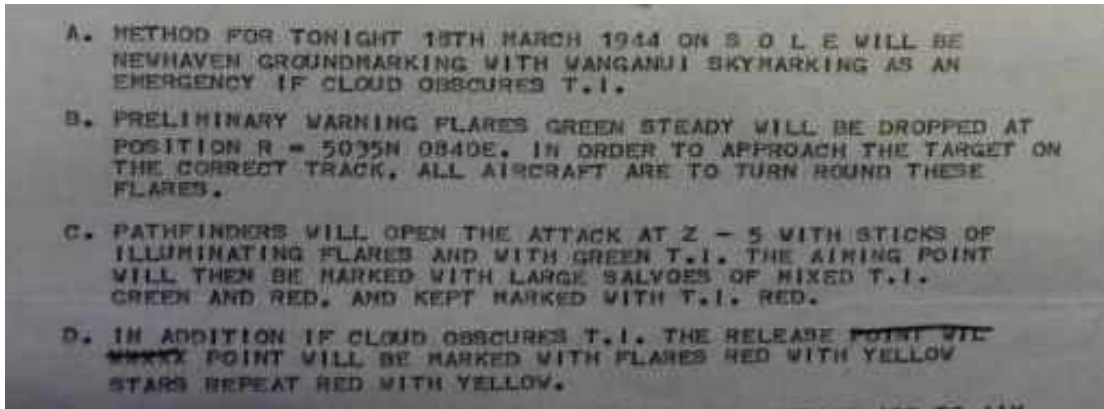 A. METHOD FOR TONIGHT 18TH MARCH 1944 ON S O L E WILL BE
NEWHAVEN GROUNDMARKING WITH WANGANUI SKYMARKING AS AN
EMERGENCY IF CLOUD OBSCURES T.I.
B. PRELIMINARY WARNING FLARES GREEN STEADY WILL BE DROPPED AT
POSITION R - 5035N 0840E. IN ORDER TO APPROACH THE TARGET ON
THE CORRECT TRACK. ALL AIRCRAFT ARE TO TURN ROUND THESE
FLARES.
C. PATHFINDERS WILL OPEN THE ATTACK AT Z - 5 WITH STICKS OF
ILLUMINATING FLARES AND WITH GREEN T.I. THE AIMING POINT
WILL THEN BE MARKED WITH LARGE SALVOES OF MIXED T.I.
GREEN AND RED. AND KEPT MARKED WITH T.I. RED.
D. IN ADDITION IF CLOUD OBSCURES T.I. THE RELEASE POINT WIL
POINT WILL BE MARKED WITH FLARES RED WITH YELLOW
STARS REPEAT RED WITH YELLOW.